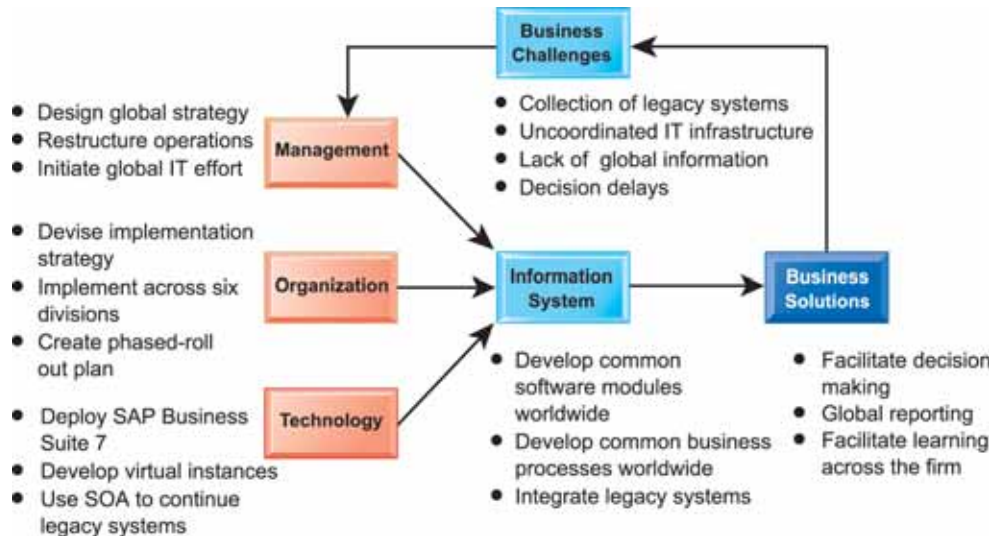 Business
Challenges
Collection of legacy systems
Uncoordinated IT infrastructure
Lack of global information
Decision delays
Design global strategy
Restructure operations
Initiate global IT effort
Management
Devise implementation
strategy
Implement across six
divisions
Create phased-roll
out plan
Organization
Information
System
Business
Solutions
Deploy SAP Business
Suite 7
Develop virtual instances
Use SOA to continue
legacy systems
Technology
Develop common
software modules
worldwide
Develop common business
processes worldwide
Integrate legacy systems
Facilitate decision
making
Global reporting
Facilitate learning
across the firm